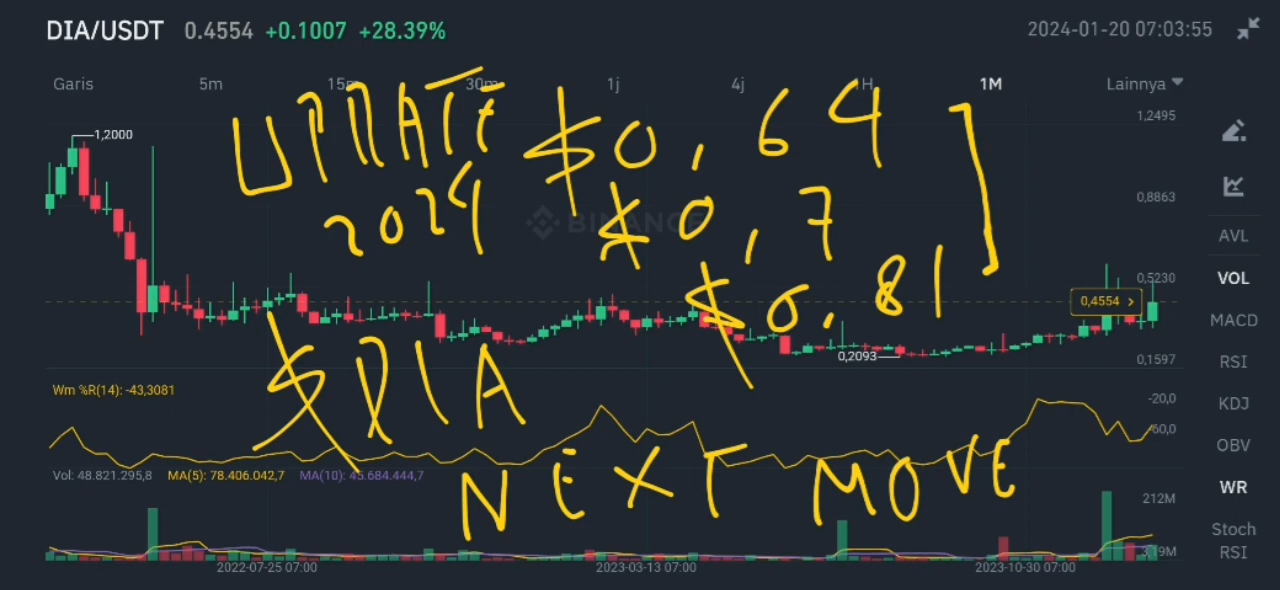 DIA/USDT 0.4554 +0.1007 +28.39% 2024-01-20 07:03:55
Garis 5m 15m 30m 1j 4j 1H 1M Lainnya
1,2495
1,2000
$0,64
2024 $0,7
BINANCE
0,8863
AVL
$0,81
0,5230
VOL
0,4554
MACD
$DIA
0,2093
0,1597
RSI
Wm %R(14): -43,3081
-20,0
KDJ
-60,0
OBV
NEXT MOVE
Vol: 48.821.295,8 MA(5): 78.406.042,7 MA(10): 45.684.444,7
WR
212M
Stoch
RSI
2022-07-25 07:00 2023-03-13 07:00 2023-10-30 07:00